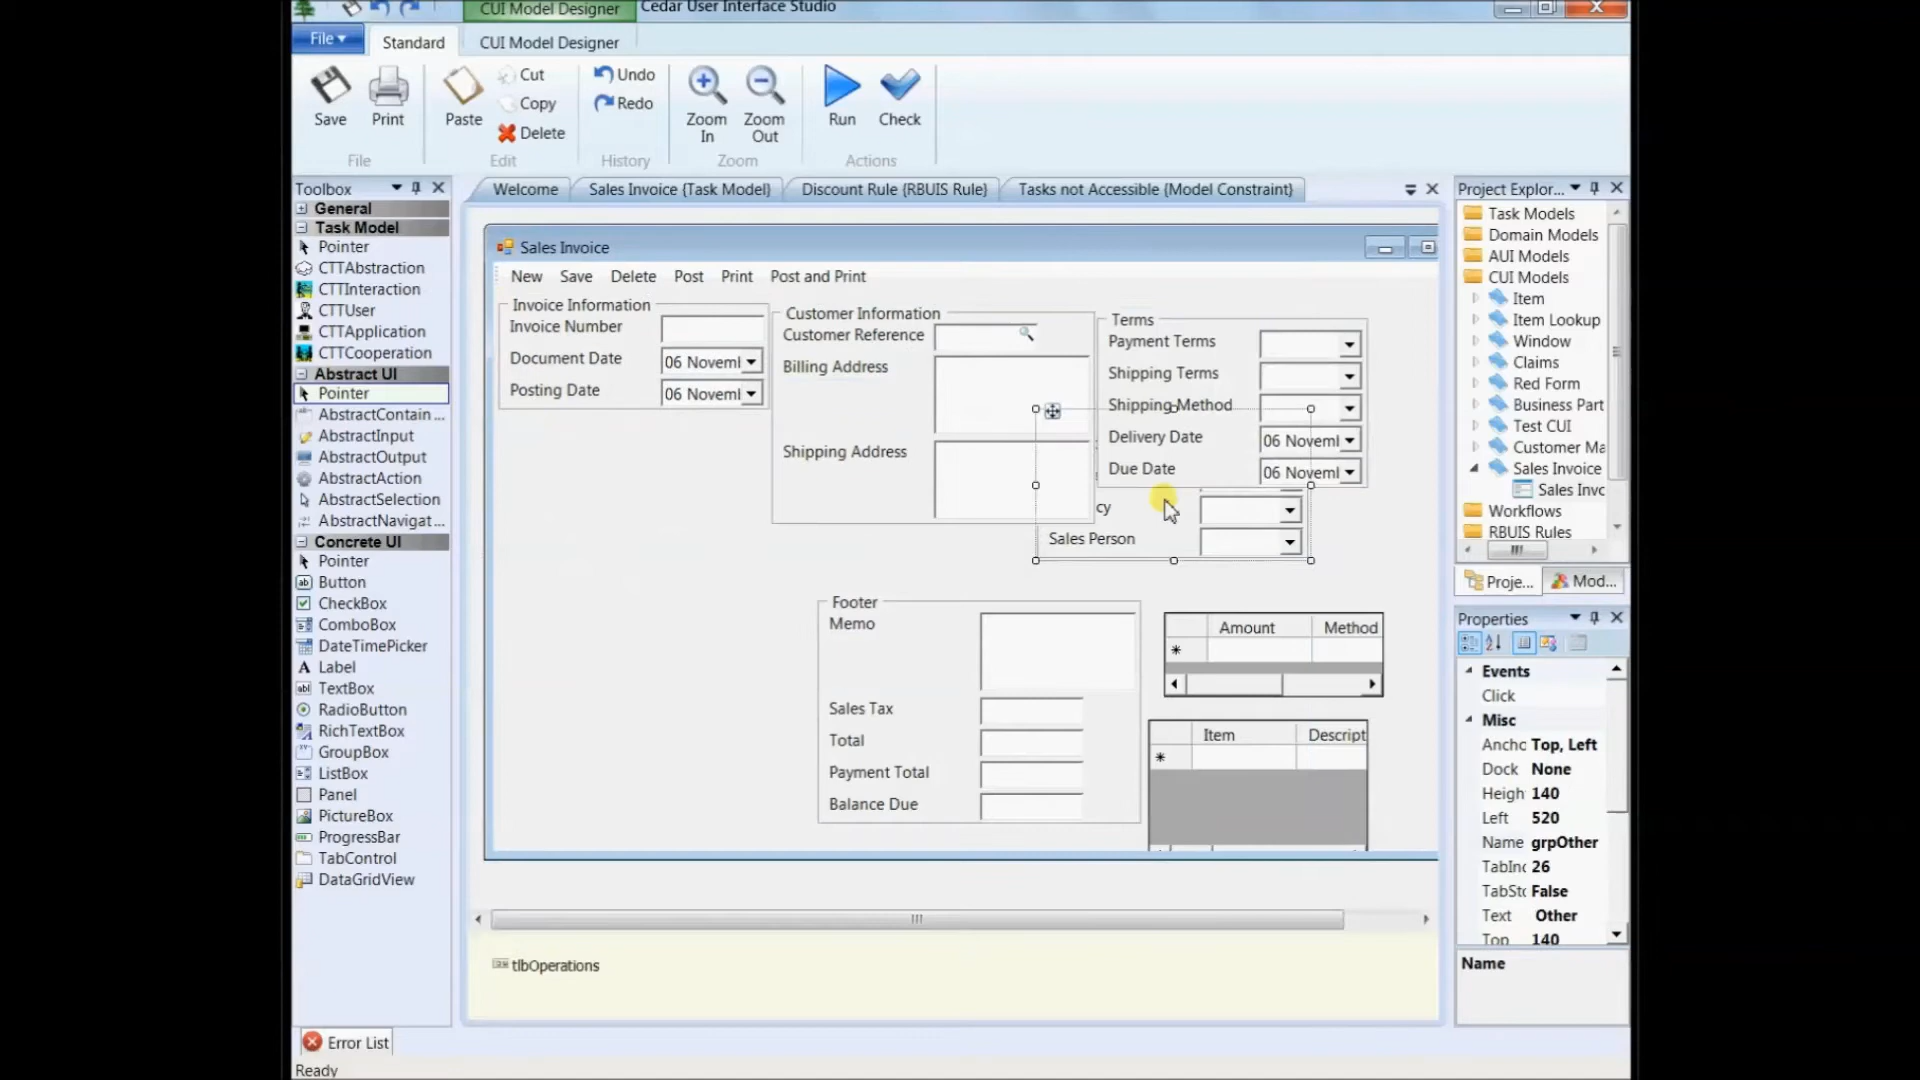 CUI Model Designer
Cedar User Interface Studio
File
Standard
CUI Model Designer
Save
Print
Paste
Cut
Copy
Delete
Undo
Redo
Zoom In
Zoom Out
Run
Check
File
Edit
History
Zoom
Actions
Toolbox
General
Task Model
Pointer
CTTAbstraction
CTTInteraction
CTTUser
CTTApplication
CTTCooperation
Abstract UI
Pointer
AbstractContain ...
AbstractInput
AbstractOutput
AbstractAction
AbstractSelection
AbstractNavigat...
Concrete UI
Pointer
Button
CheckBox
ComboBox
DateTimePicker
Label
TextBox
RadioButton
RichTextBox
GroupBox
ListBox
Panel
PictureBox
ProgressBar
TabControl
DataGridView
Error List
Ready
Welcome
Sales Invoice {Task Model}
Discount Rule {RBUIS Rule}
Tasks not Accessible {Model Constraint}
Sales Invoice
New
Save
Delete
Post
Print
Post and Print
Invoice Information
Invoice Number
Document Date
06 Noveml
Posting Date
06 Noveml
Customer Information
Customer Reference
Billing Address
Shipping Address
Terms
Payment Terms
Shipping Terms
Shipping Method
Delivery Date
06 Noveml
Due Date
06 Noveml
cy
Sales Person
Footer
Memo
Sales Tax
Total
Payment Total
Balance Due
Amount
Method
*
Item
Descript
*
tlbOperations
Project Explor...
Task Models
Domain Models
AUI Models
CUI Models
Item
Item Lookup
Window
Claims
Red Form
Business Part
Test CUI
Customer Ma
Sales Invoice
Sales Invc
Workflows
RBUIS Rules
Proje...
Mod...
Properties
Events
Click
Misc
Ancho Top, Left
Dock None
Heigh 140
Left 520
Name grpOther
TabInc 26
TabStc False
Text Other
Top 140
Name